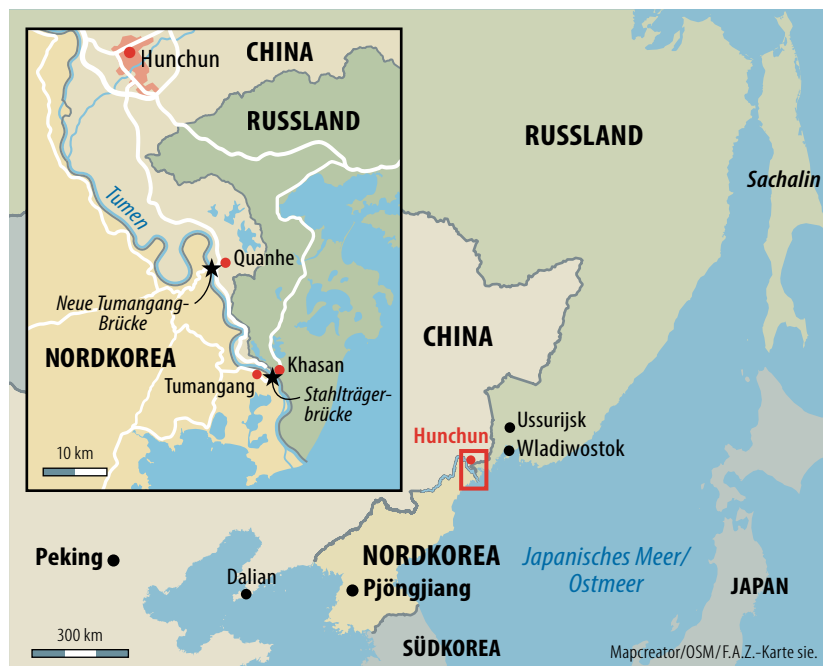 Hunchun
CHINA
RUSSLAND
Tumen
Quanhe
Neue Tumangang-
Brücke
NORDKOREA
Khasan
Tumangang
Stahlträger-
brücke
10 km
RUSSLAND
Sachalin
CHINA
Ussurijsk
Hunchun
Wladiwostok
Peking
NORDKOREA
Japanisches Meer/
Ostmeer
Dalian
Pjöngjiang
JAPAN
300 km
SÜDKOREA
Mapcreator/OSM/F.A.Z.-Karte sie.